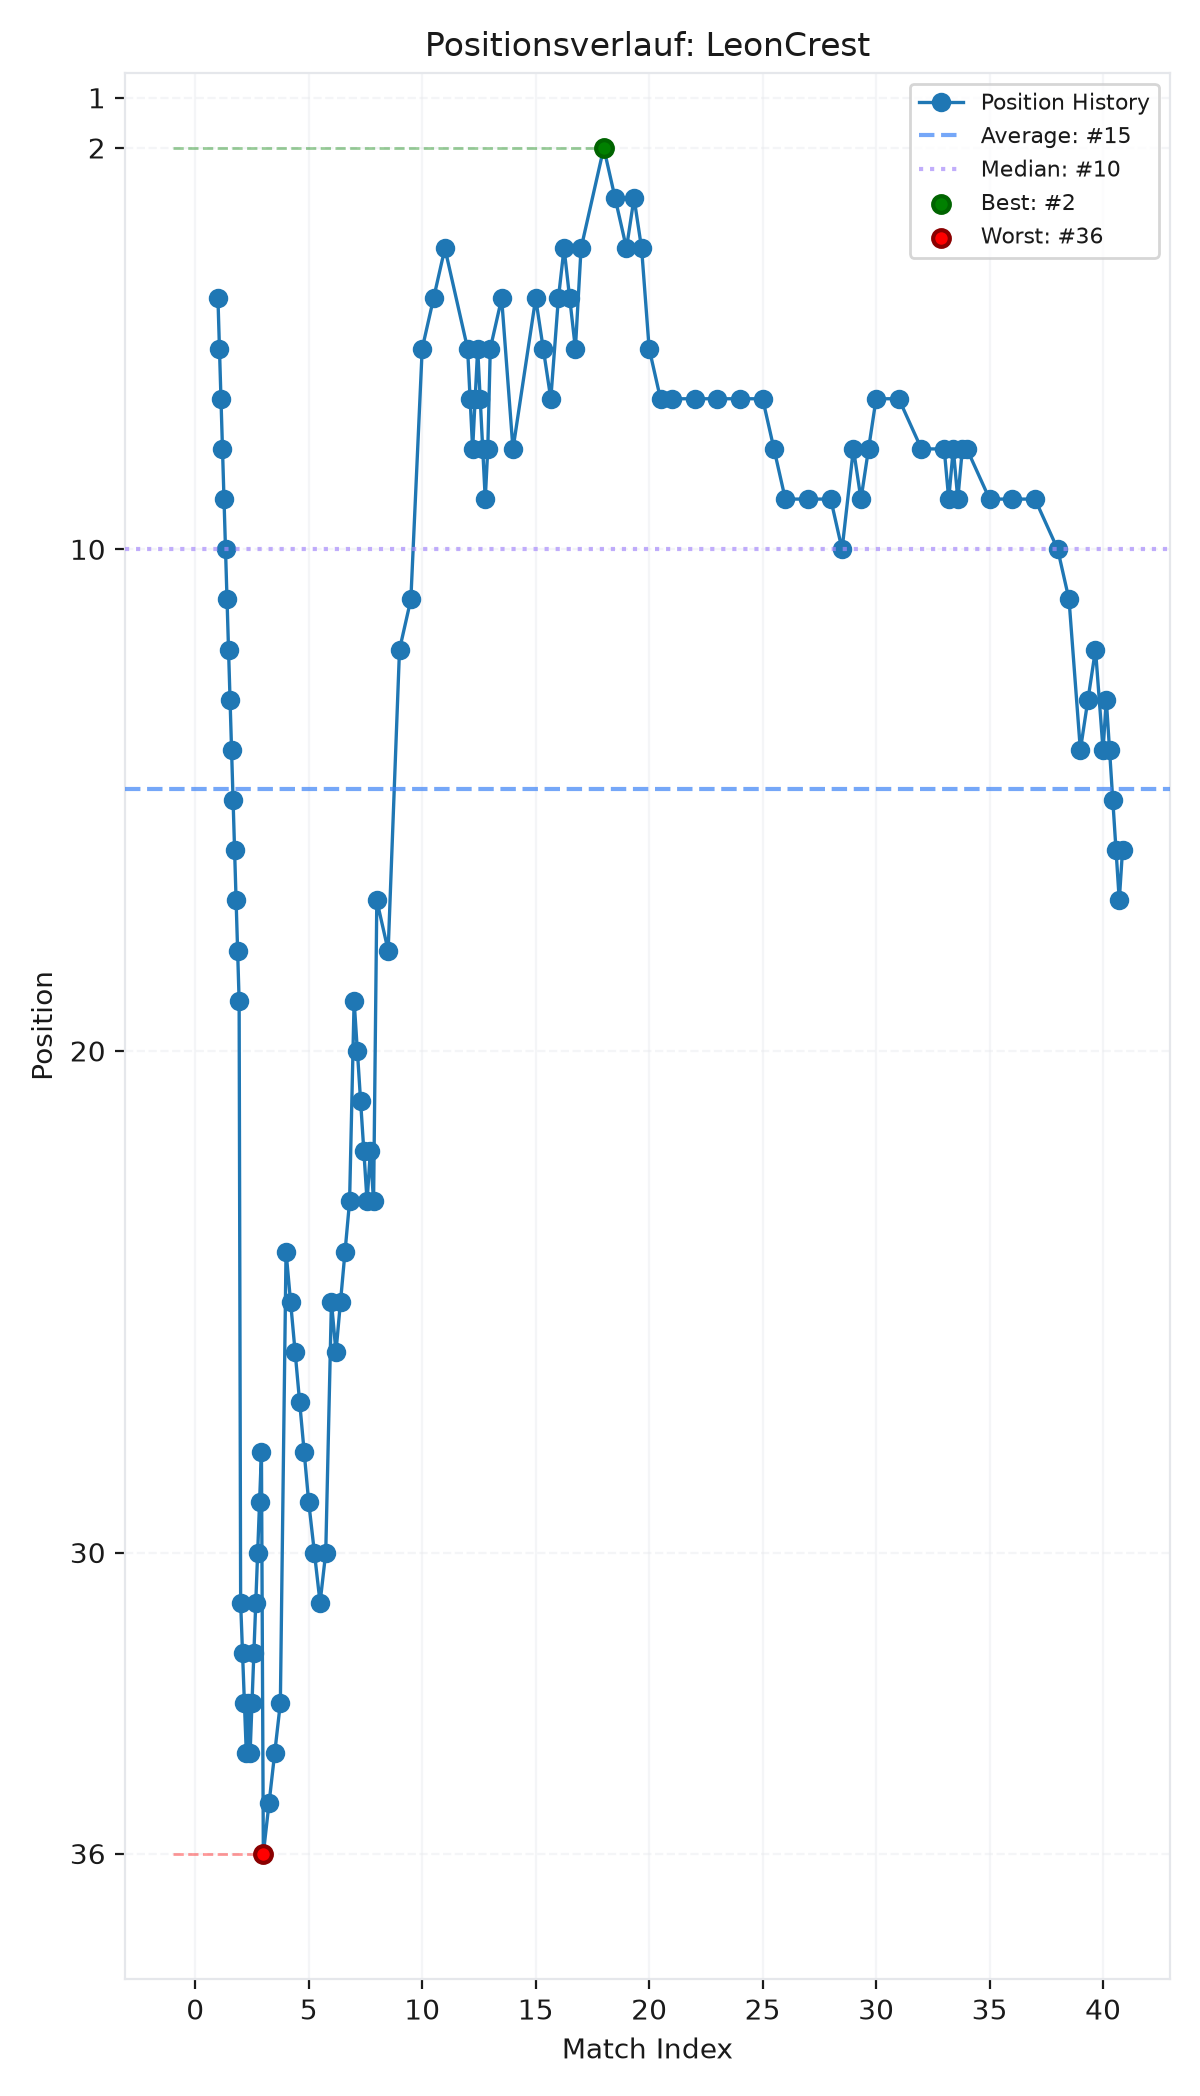 Positionsverlauf: LeonCrest
Position History
Average: #15
Median: #10
Best: #2
Worst: #36
Position
1
2
10
20
30
36
0 5 10 15 20 25 30 35 40
Match Index